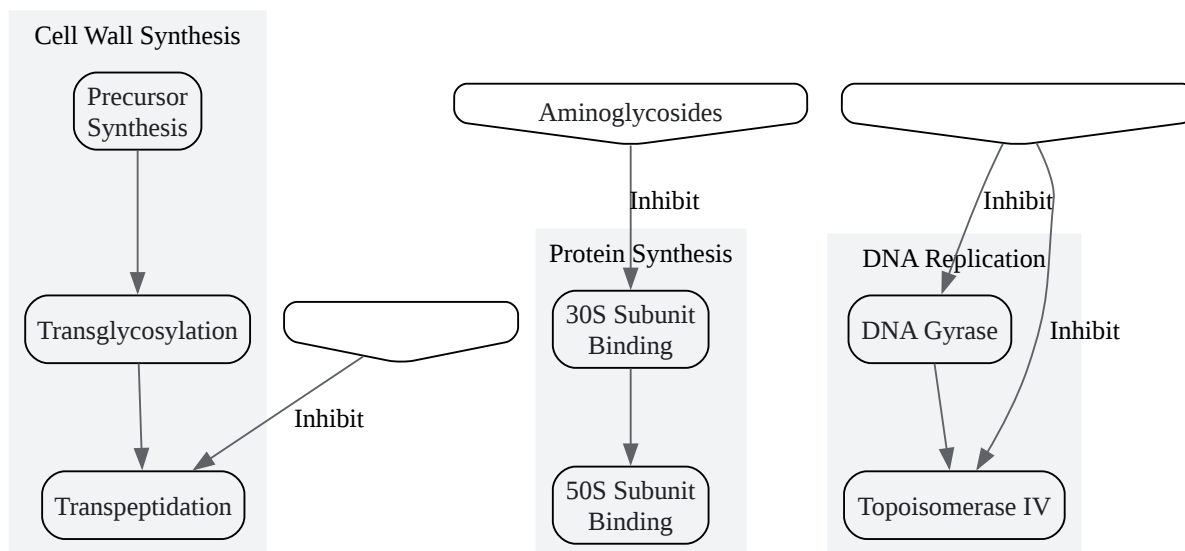 Cell Wall Synthesis
Precursor
Synthesis
Transglycosylation
Transpeptidation
Inhibit
Aminoglycosides
Inhibit
Protein Synthesis
30S Subunit
Binding
50S Subunit
Binding
Inhibit
DNA Replication
DNA Gyrase
Inhibit
Topoisomerase IV